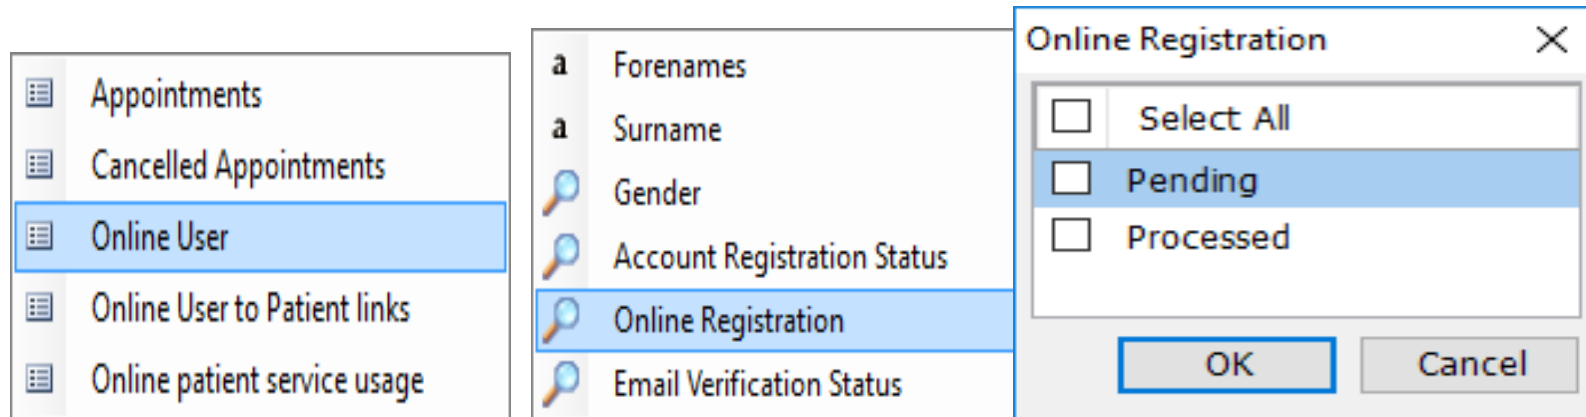 Appointments
Cancelled Appointments
Online User
Online User to Patient links
Online patient service usage
a Forenames
a Surname
Gender
Account Registration Status
Online Registration
Email Verification Status
Online Registration
Select All
Pending
Processed
OK Cancel